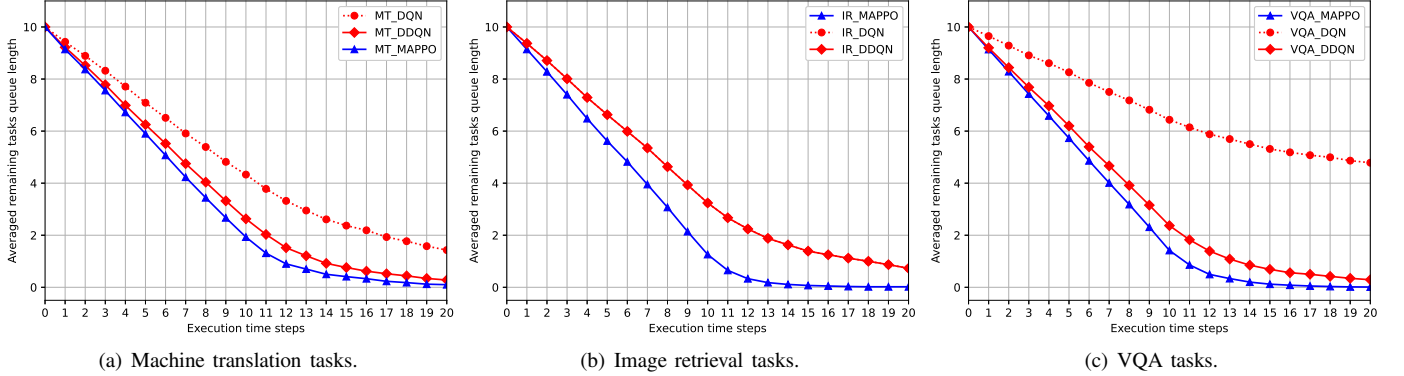 Averaged remaining tasks queue length
10
8
6
4
2
0
MT_DQN
MT_DDQN
MT_MAPPO
0 1 2 3 4 5 6 7 8 9 10 11 12 13 14 15 16 17 18 19 20
Execution time steps
(a) Machine translation tasks.
Averaged remaining tasks queue length
10
8
6
4
2
0
IR_MAPPO
IR_DQN
IR_DDQN
0 1 2 3 4 5 6 7 8 9 10 11 12 13 14 15 16 17 18 19 20
Execution time steps
(b) Image retrieval tasks.
Averaged remaining tasks queue length
10
8
6
4
2
0
VQA_MAPPO
VQA_DQN
VQA_DDQN
0 1 2 3 4 5 6 7 8 9 10 11 12 13 14 15 16 17 18 19 20
Execution time steps
(c) VQA tasks.